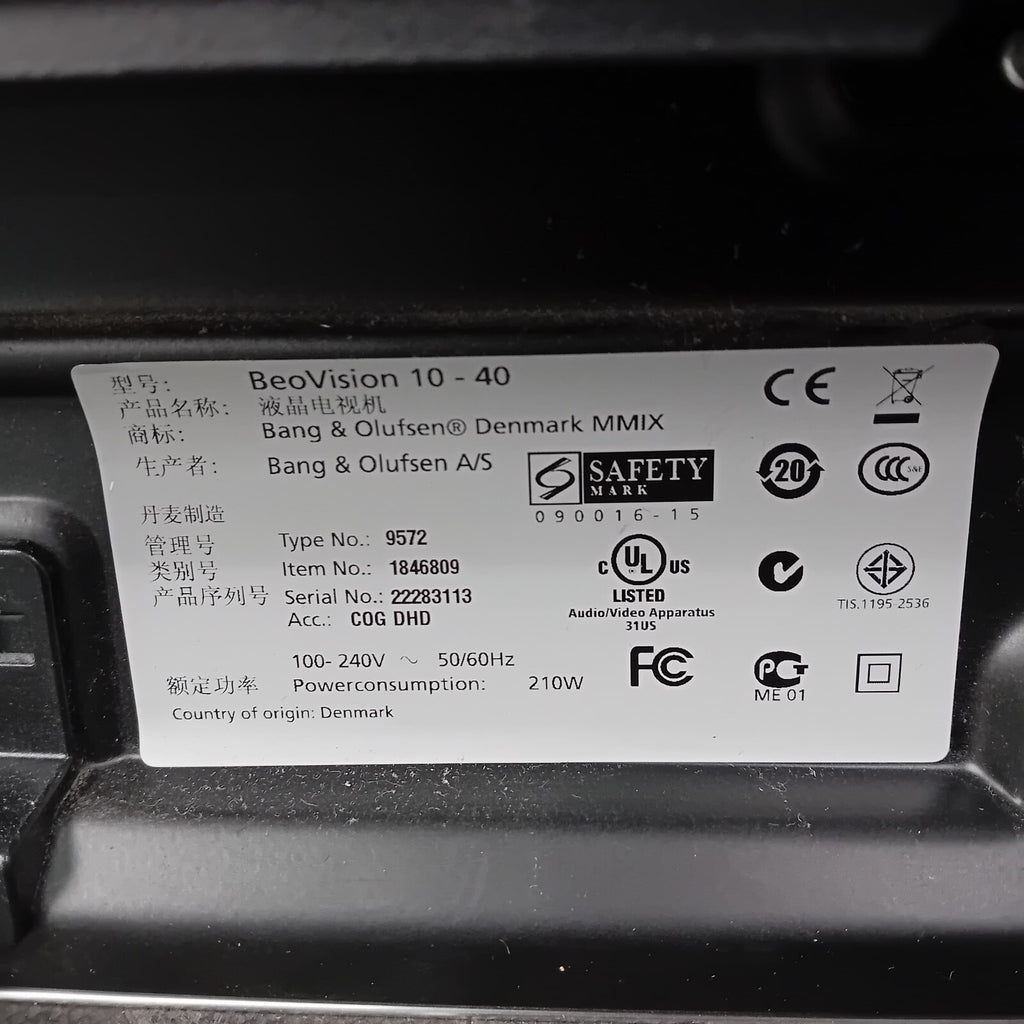 型号: BeoVision 10 - 40
产品名称: 液晶电视机
商标: Bang & Olufsen® Denmark MMIX
生产者: Bang & Olufsen A/S
SAFETY
MARK
090016-15
丹麦制造
管理号 Type No.: 9572
类别号 Item No.: 1846809
产品序列号 Serial No.: 22283113
Acc.: COG DHD
100- 240V ~ 50/60Hz
额定功率 Powerconsumption: 210W
Country of origin: Denmark
CE
20
CCC S&E
C UL US
LISTED
Audio/Video Apparatus
31US
TIS.1195-2536
FC
PCT
ME 01